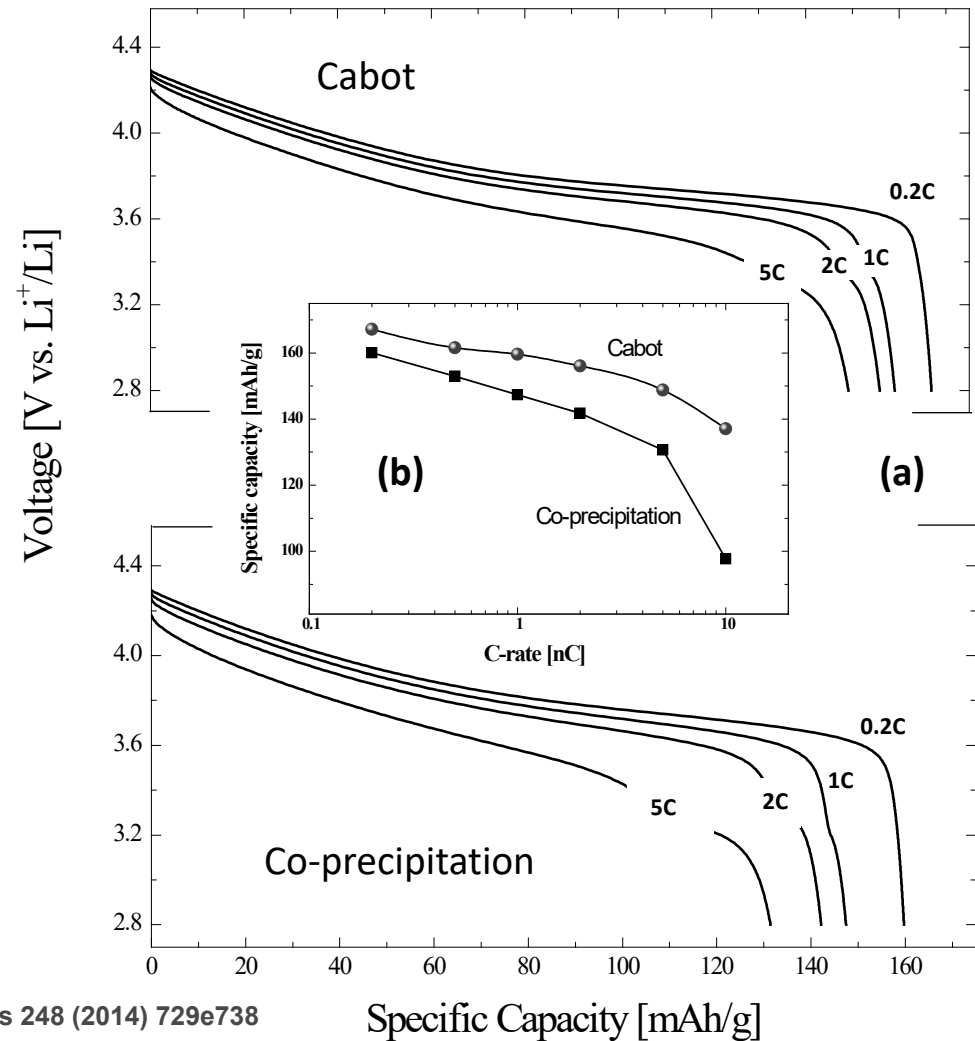 4.4
Cabot
4.0
0.2C
3.6
5C
2C
1C
3.2
2.8
Voltage [V vs. Li⁺/Li]
(a)
160
140
120
100
Specific capacity [mAh/g]
Cabot
(b)
Co-precipitation
0.1
1
10
C-rate [nC]
4.4
4.0
0.2C
3.6
5C
2C
1C
3.2
Co-precipitation
2.8
0 20 40 60 80 100 120 140 160
s 248 (2014) 729e738
Specific Capacity [mAh/g]